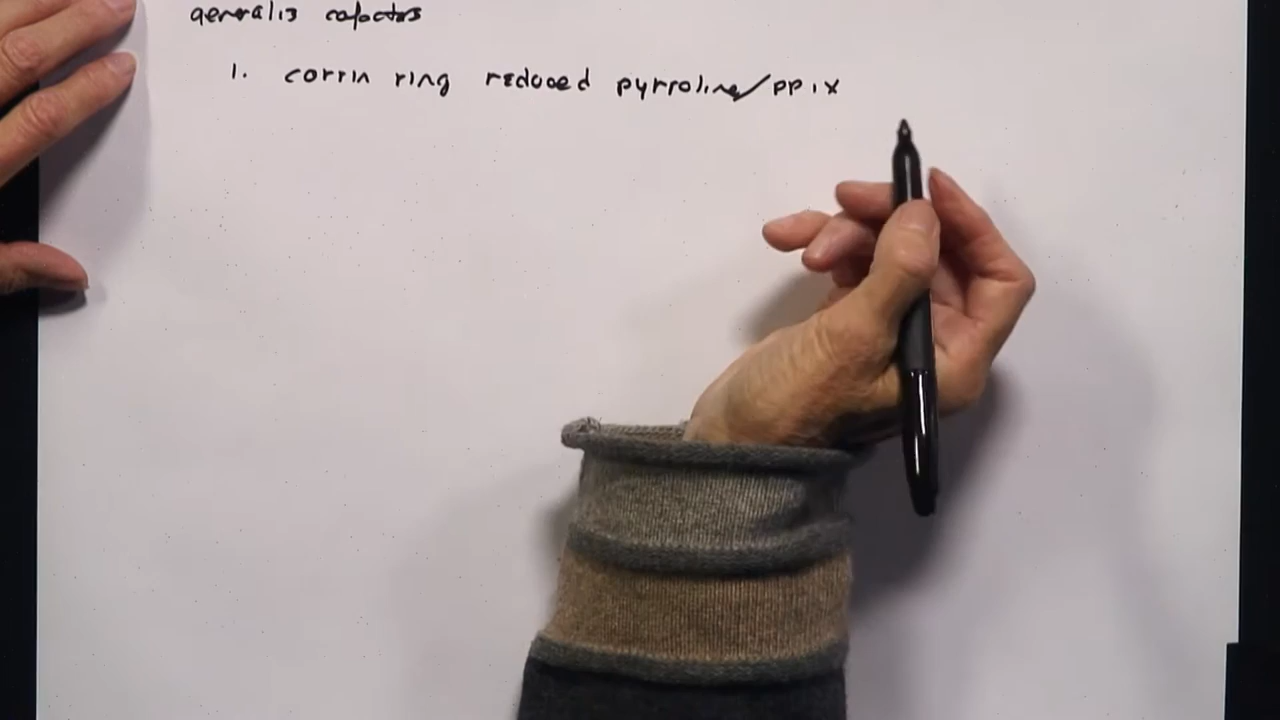 generalis cofactors
1. corrin ring reduced pyrroline/ppix